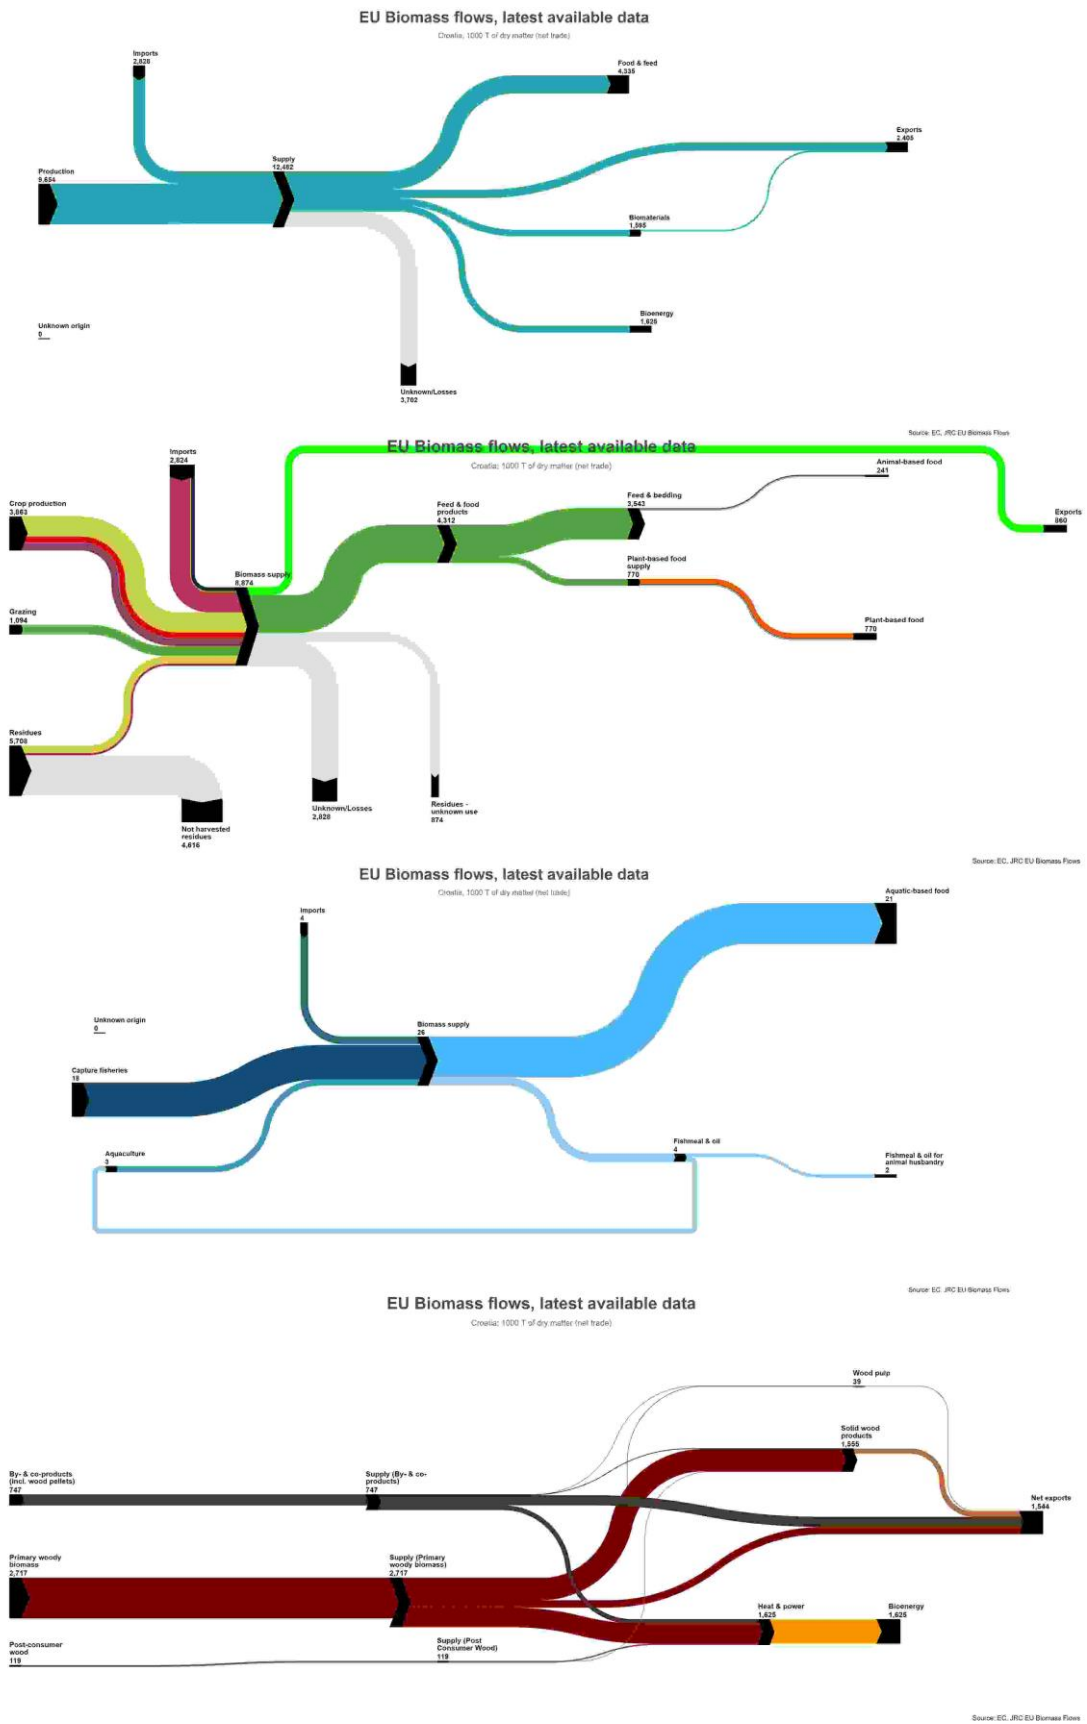 EU Biomass flows, latest available data
Croatia; 1000 T of dry matter (net trade)
Imports
2,828
Food & feed
4,335
Exports
2,405
Supply
12,482
Production
9,654
Biomaterials
1,595
Bioenergy
1,625
Unknown origin
0
Unknown/Losses
3,702
Source: EC, JRC EU Biomass Flows
EU Biomass flows, latest available data
Croatia; 1000 T of dry matter (net trade)
Imports
2,824
Animal-based food
241
Crop production
3,863
Feed & food
products
4,312
Feed & bedding
3,543
Exports
860
Biomass supply
8,874
Plant-based food
supply
770
Grazing
1,094
Plant-based food
770
Residues
5,708
Unknown/Losses
2,828
Residues -
unknown use
874
Not harvested
residues
4,616
Source: EC, JRC EU Biomass Flows
EU Biomass flows, latest available data
Croatia; 1000 T of dry matter (net trade)
Aquatic-based food
21
Imports
4
Unknown origin
0
Biomass supply
26
Capture fisheries
18
Aquaculture
3
Fishmeal & oil
4
Fishmeal & oil for
animal husbandry
2
Source: EC, JRC EU Biomass Flows
EU Biomass flows, latest available data
Croatia; 1000 T of dry matter (net trade)
Wood pulp
39
Solid wood
products
1,555
By- & co-products
(incl. wood pellets)
747
Supply (By- & co-
products)
747
Net exports
1,544
Primary woody
biomass
2,717
Supply (Primary
woody biomass)
2,717
Heat & power
1,625
Bioenergy
1,625
Post-consumer
wood
119
Supply (Post
Consumer Wood)
119
Source: EC, JRC EU Biomass Flows